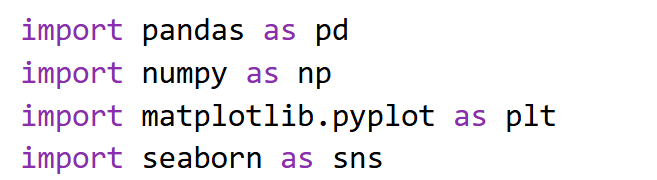 import pandas as pd
import numpy as np
import matplotlib.pyplot as plt
import seaborn as sns